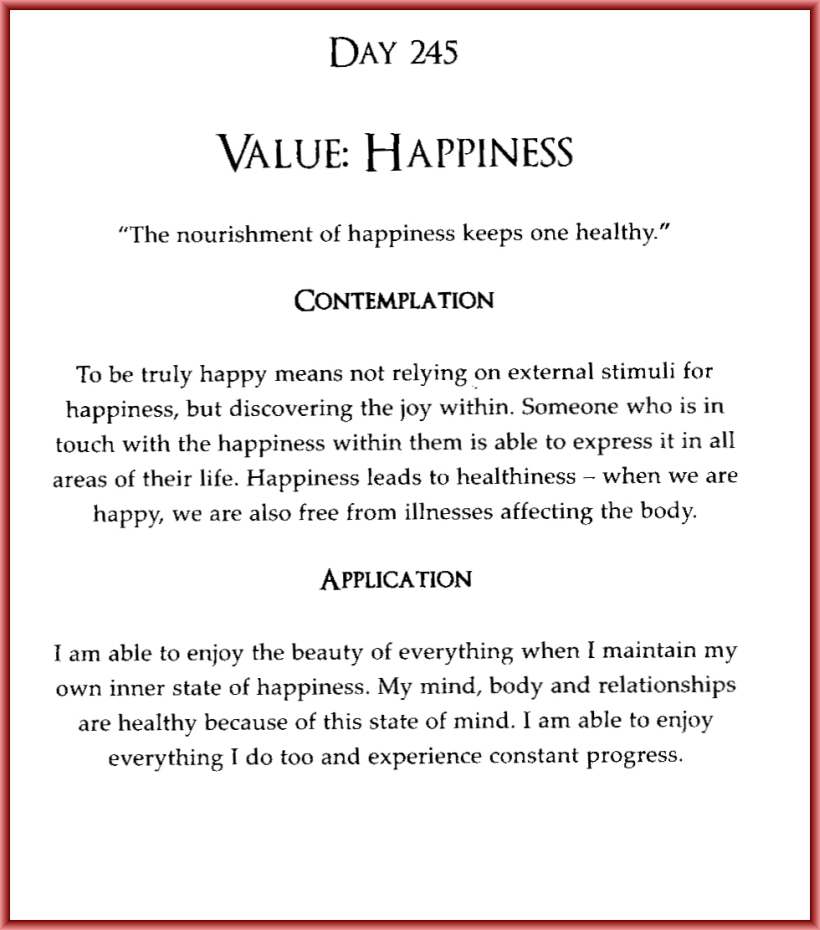 DAY 245
VALUE: HAPPINESS
“The nourishment of happiness keeps one healthy.”
CONTEMPLATION
To be truly happy means not relying on external stimuli for
happiness, but discovering the joy within. Someone who is in
touch with the happiness within them is able to express it in all
areas of their life. Happiness leads to healthiness – when we are
happy, we are also free from illnesses affecting the body.
APPLICATION
I am able to enjoy the beauty of everything when I maintain my
own inner state of happiness. My mind, body and relationships
are healthy because of this state of mind. I am able to enjoy
everything I do too and experience constant progress.